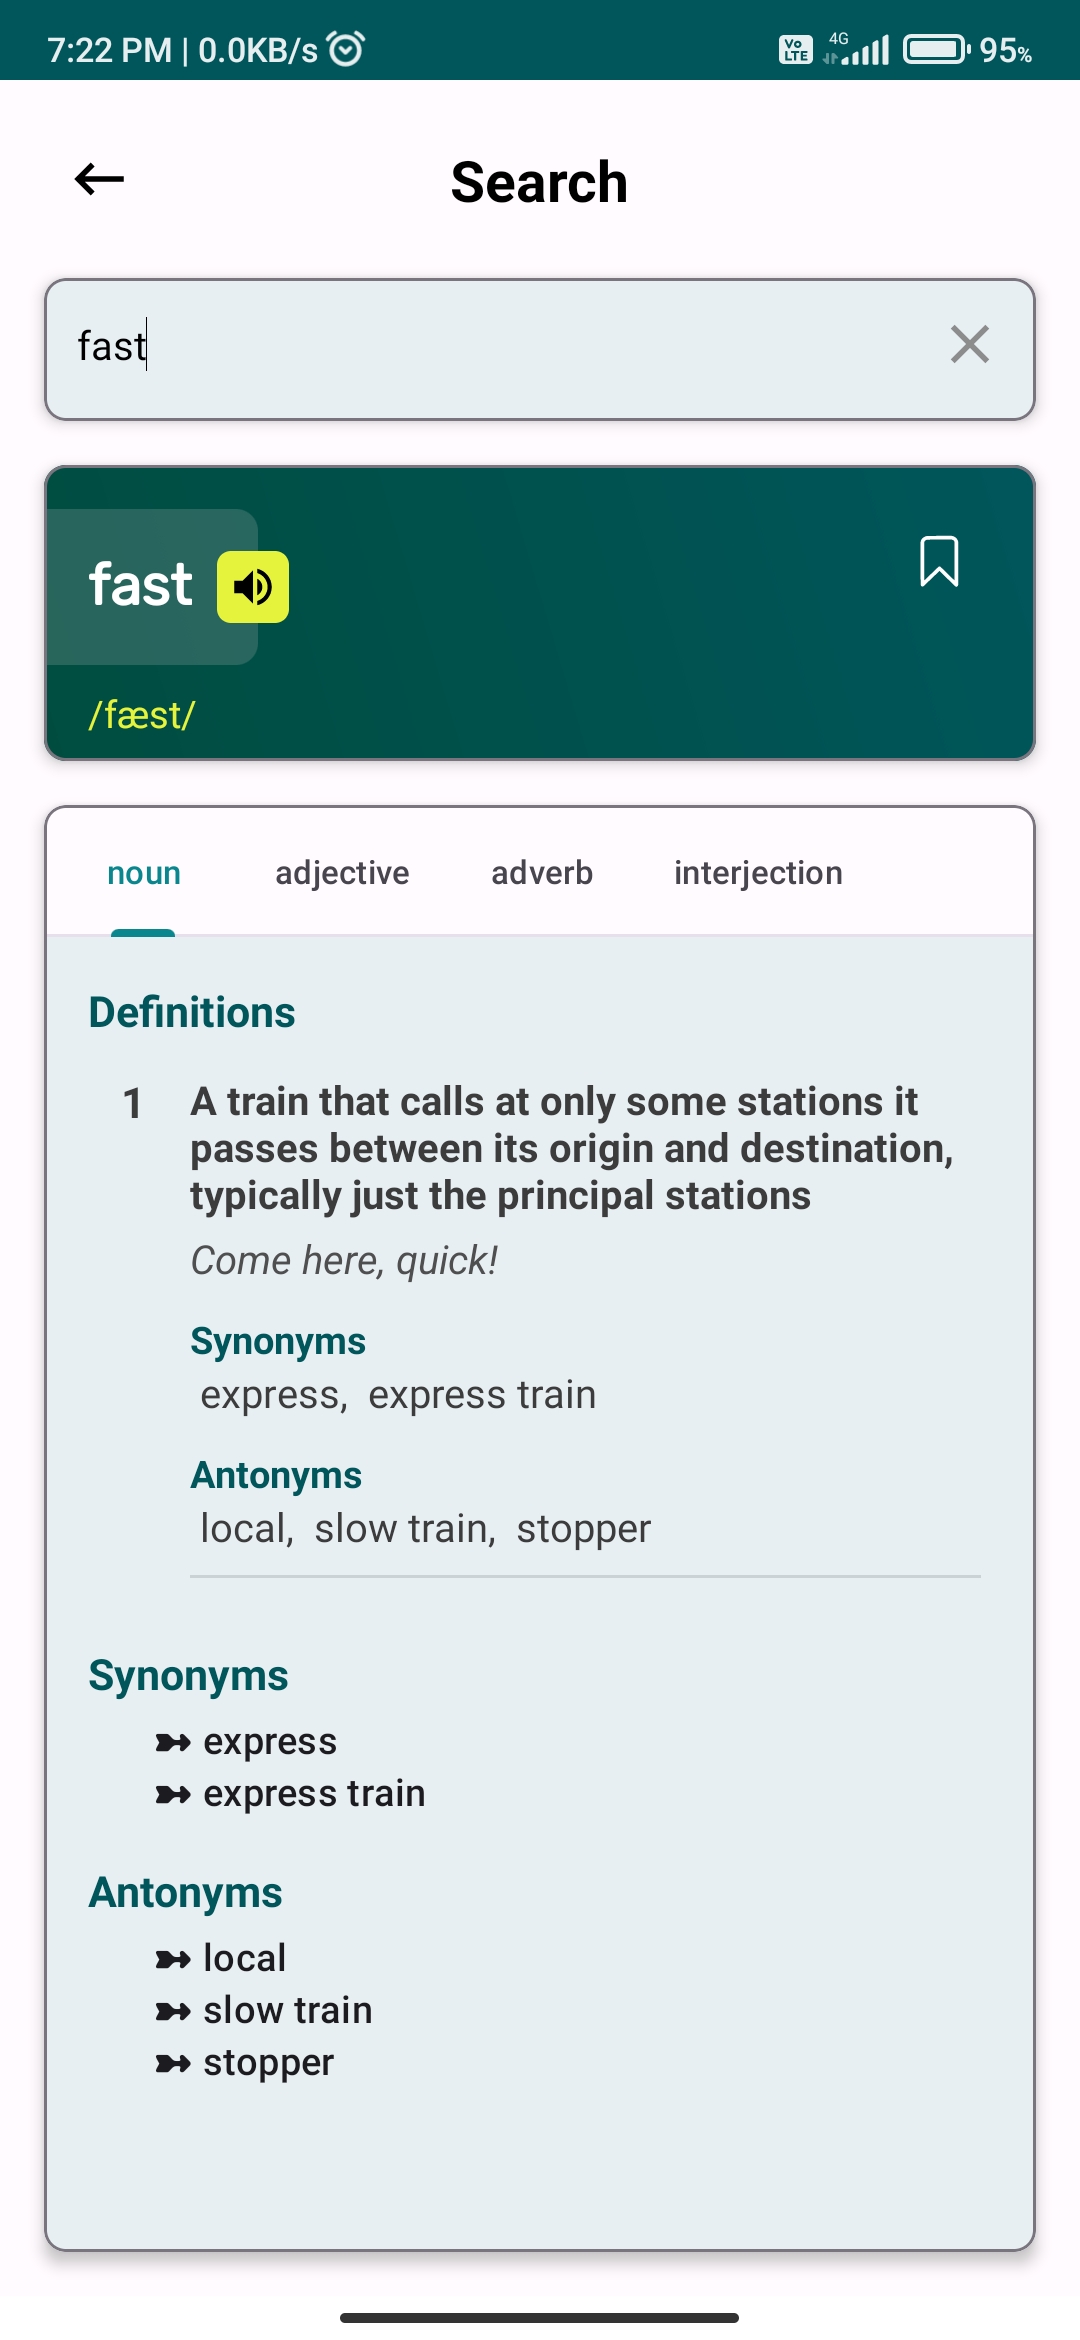 7:22 PM | 0.0KB/s
Vo LTE 4G 95%
Search
fast
fast
/fæst/
noun adjective adverb interjection
Definitions
1 A train that calls at only some stations it
passes between its origin and destination,
typically just the principal stations
Come here, quick!
Synonyms
express, express train
Antonyms
local, slow train, stopper
Synonyms
express
express train
Antonyms
local
slow train
stopper